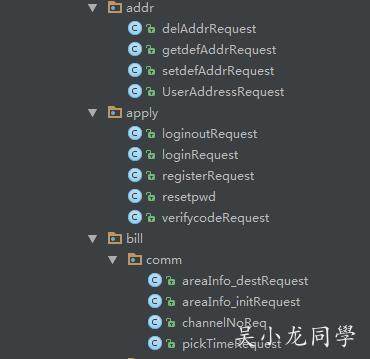 addr
delAddrRequest
getdefAddrRequest
setdefAddrRequest
UserAddressRequest
apply
loginoutRequest
loginRequest
registerRequest
resetpwd
verifycodeRequest
bill
comm
areaInfo_destRequest
areaInfo_initRequest
channelNoReq
pickTimeRequest
吴小龙同學